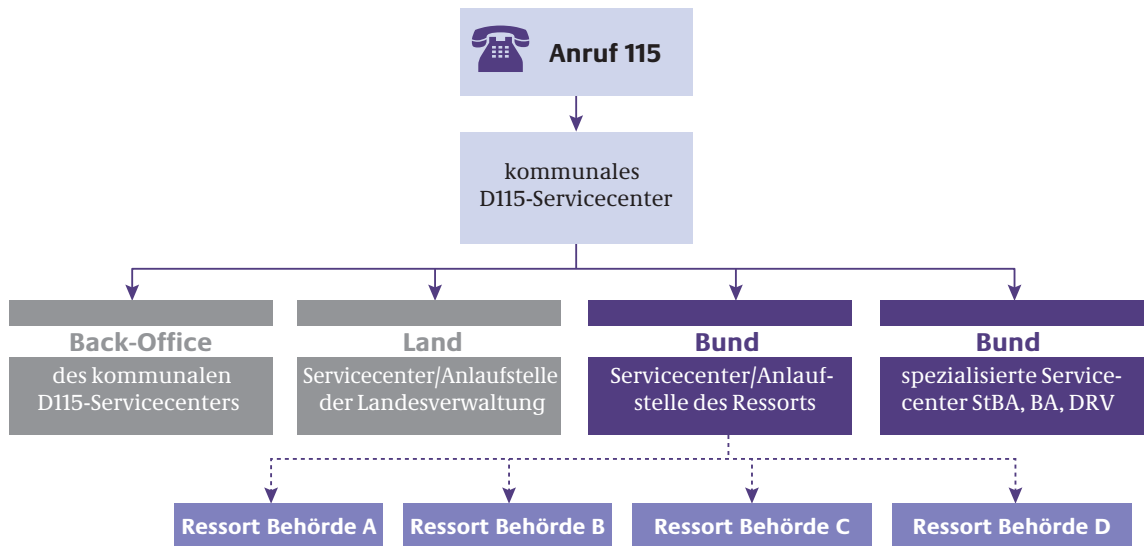 Anruf 115
kommunales
D115-Servicecenter
Back-Office
des kommunalen
D115-Servicecenters
Land
Servicecenter/Anlaufstelle
der Landesverwaltung
Bund
Servicecenter/Anlauf-
stelle des Ressorts
Bund
spezialisierte Service-
center StBA, BA, DRV
Ressort Behörde A
Ressort Behörde B
Ressort Behörde C
Ressort Behörde D